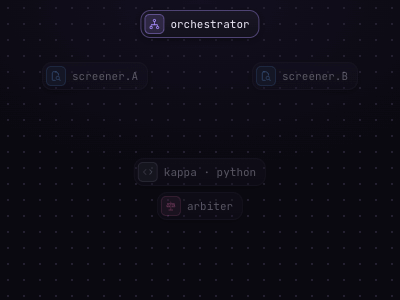 orchestrator
screener.A
screener.B
kappa · python
arbiter